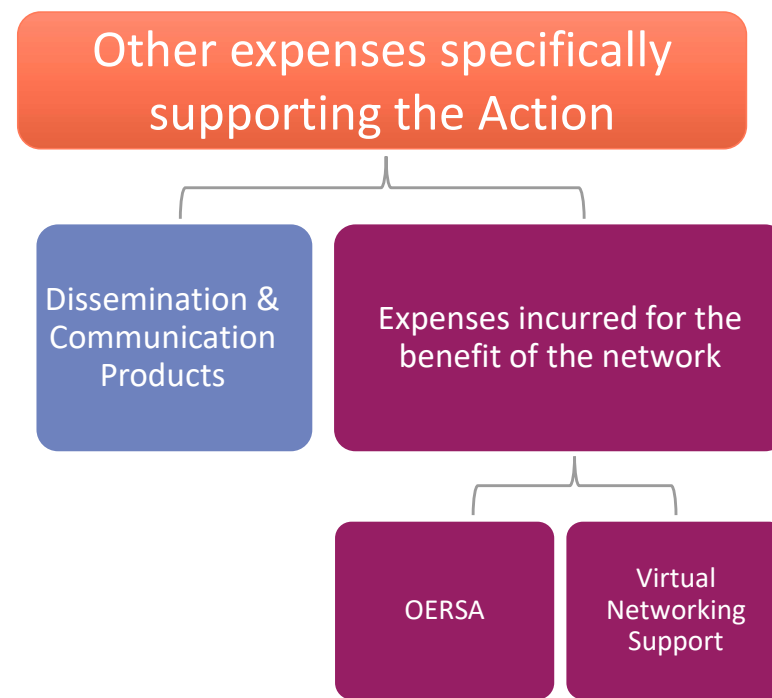 Other expenses specifically
supporting the Action
Dissemination &
Communication
Products
Expenses incurred for the
benefit of the network
OERSA
Virtual
Networking
Support